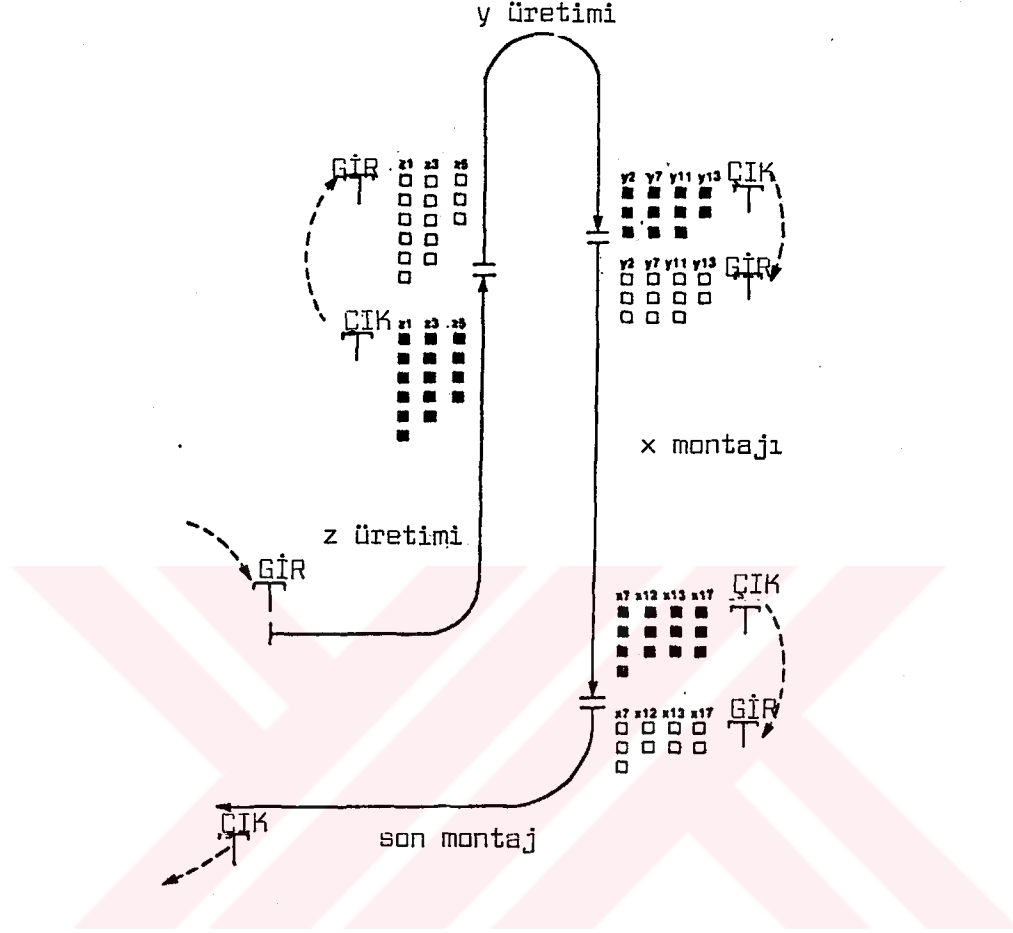 y üretimi
GİR z1 z3 z5
y2 y7 y11 y13 ÇIK
y2 y7 y11 y13 GİR
ÇIK z1 z3 z5
x montajı
z üretimi
GİR
x7 x12 x13 x17 ÇIK
x7 x12 x13 x17 GİR
ÇIK
son montaj